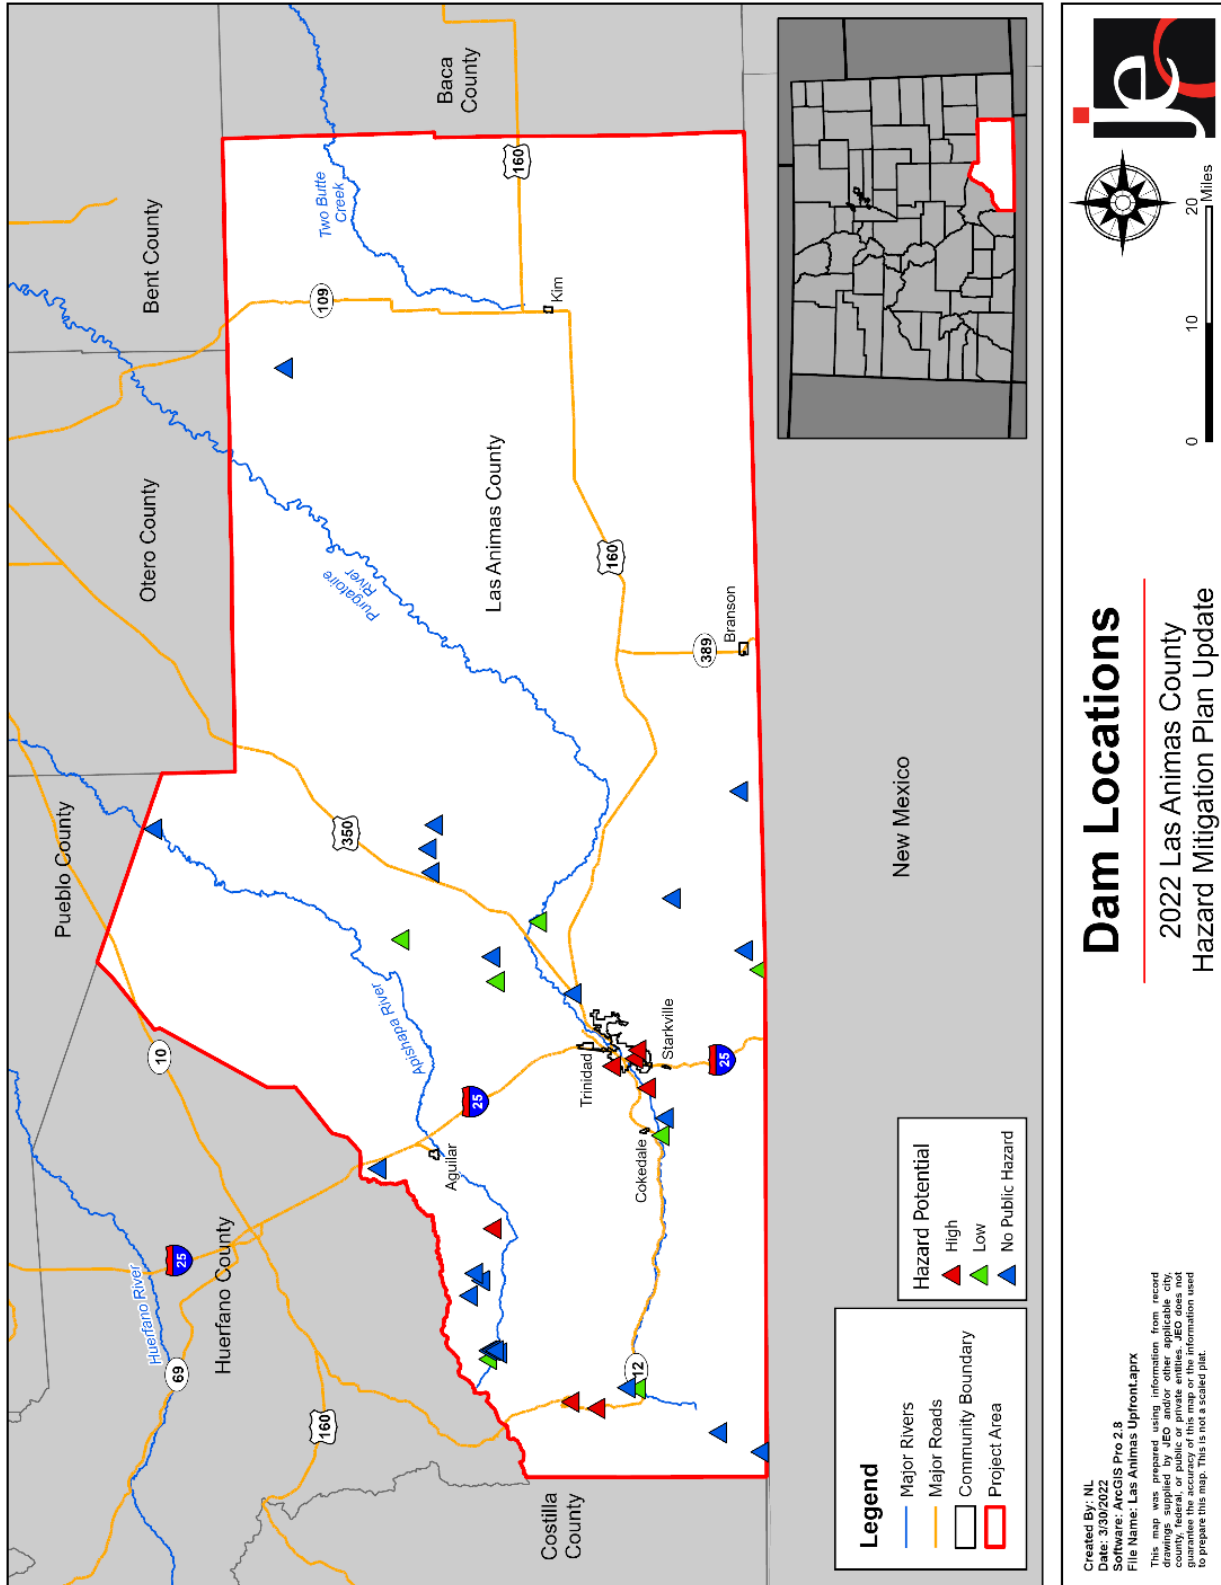 Pueblo County
Otero County
Bent County
Baca
County
Huerfano County
Costilla
County
Las Animas County
New Mexico
Huerfano River
Apishapa River
Purgatoire
River
Two Butte
Creek
69
160
25
10
25
350
109
160
160
389
25
12
Aguilar
Trinidad
Starkville
Cokedale
Branson
Kim
Legend
Major Rivers
Major Roads
Community Boundary
Project Area
Hazard Potential
High
Low
No Public Hazard
Created By: NL
Date: 3/30/2022
Software: ArcGIS Pro 2.8
File Name: Las Animas Upfront.aprx
This map was prepared using information from record
drawings supplied by JEO and/or other applicable city,
county, federal, or public or private entities. JEO does not
guarantee the accuracy of this map or the information used
to prepare this map. This is not a scaled plat.
Dam Locations
2022 Las Animas County
Hazard Mitigation Plan Update
0 10 20 Miles
jeo